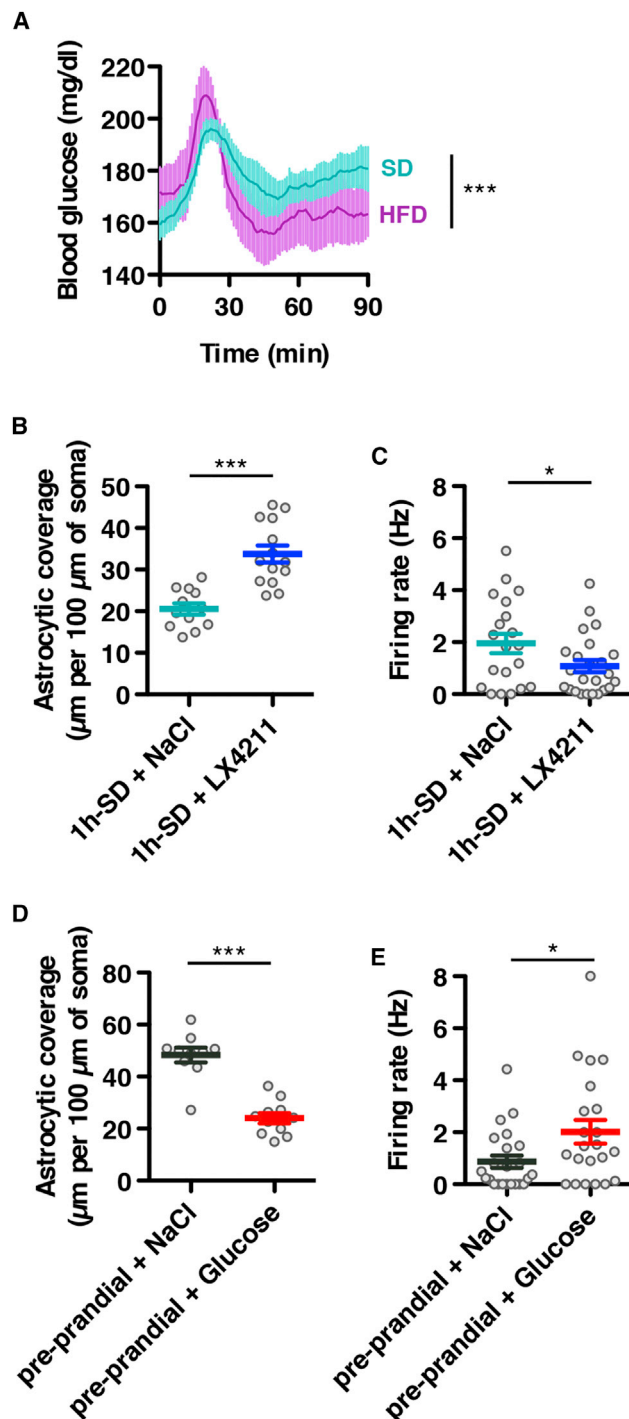 A
Blood glucose (mg/dl)
220
200
180
160
140
SD
HFD
***
0
30
60
90
Time (min)
B
Astrocytic coverage
(µm per 100 µm of soma)
50
40
30
20
10
0
***
1h-SD + NaCl
1h-SD + LX4211
C
Firing rate (Hz)
8
6
4
2
0
*
1h-SD + NaCl
1h-SD + LX4211
D
Astrocytic coverage
(µm per 100 µm of soma)
80
60
40
20
0
***
pre-prandial + NaCl
pre-prandial + Glucose
E
Firing rate (Hz)
8
6
4
2
0
*
pre-prandial + NaCl
pre-prandial + Glucose